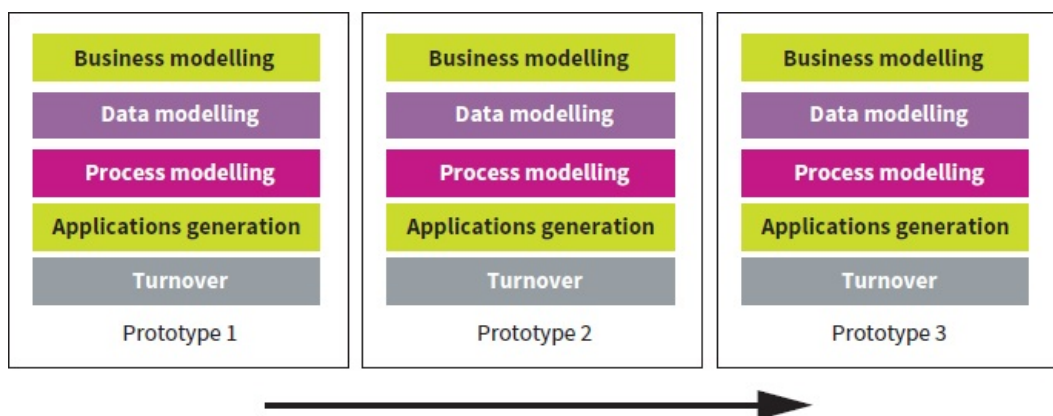 Business modelling
Data modelling
Process modelling
Applications generation
Turnover
Prototype 1
Business modelling
Data modelling
Process modelling
Applications generation
Turnover
Prototype 2
Business modelling
Data modelling
Process modelling
Applications generation
Turnover
Prototype 3